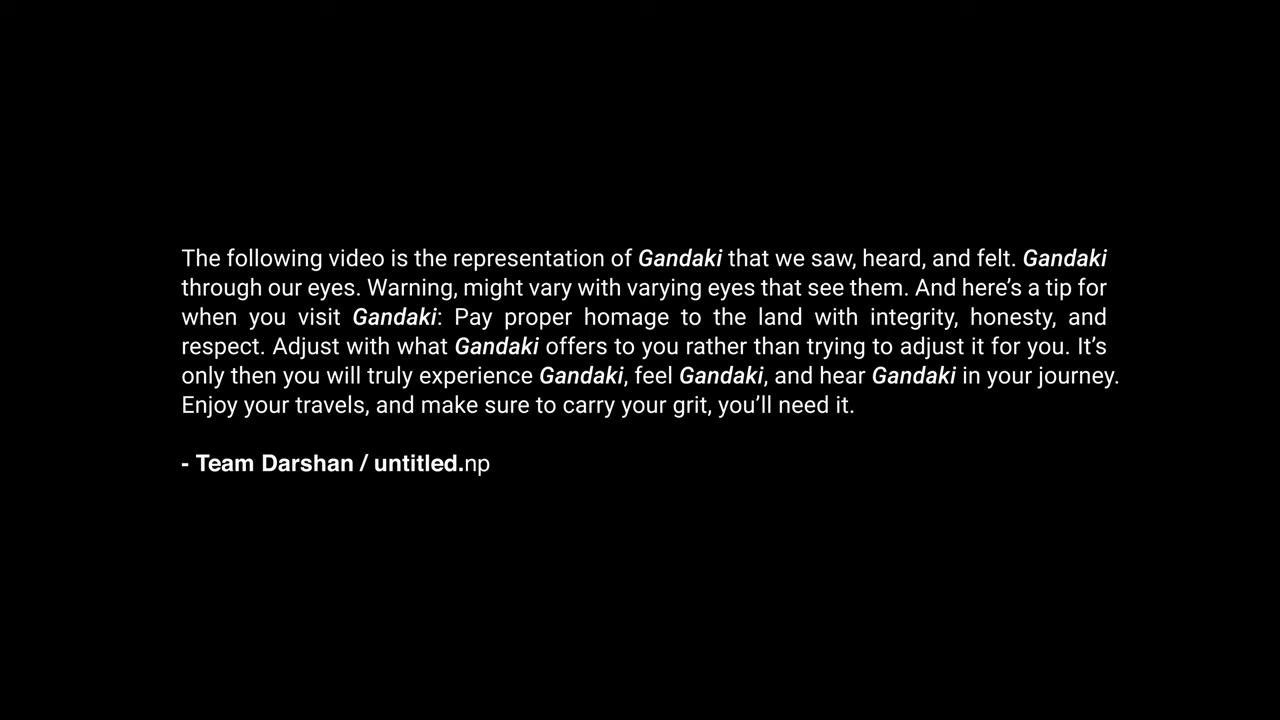 The following video is the representation of Gandaki that we saw, heard, and felt. Gandaki
through our eyes. Warning, might vary with varying eyes that see them. And here’s a tip for
when you visit Gandaki: Pay proper homage to the land with integrity, honesty, and
respect. Adjust with what Gandaki offers to you rather than trying to adjust it for you. It’s
only then you will truly experience Gandaki, feel Gandaki, and hear Gandaki in your journey.
Enjoy your travels, and make sure to carry your grit, you’ll need it.
- Team Darshan / untitled.np